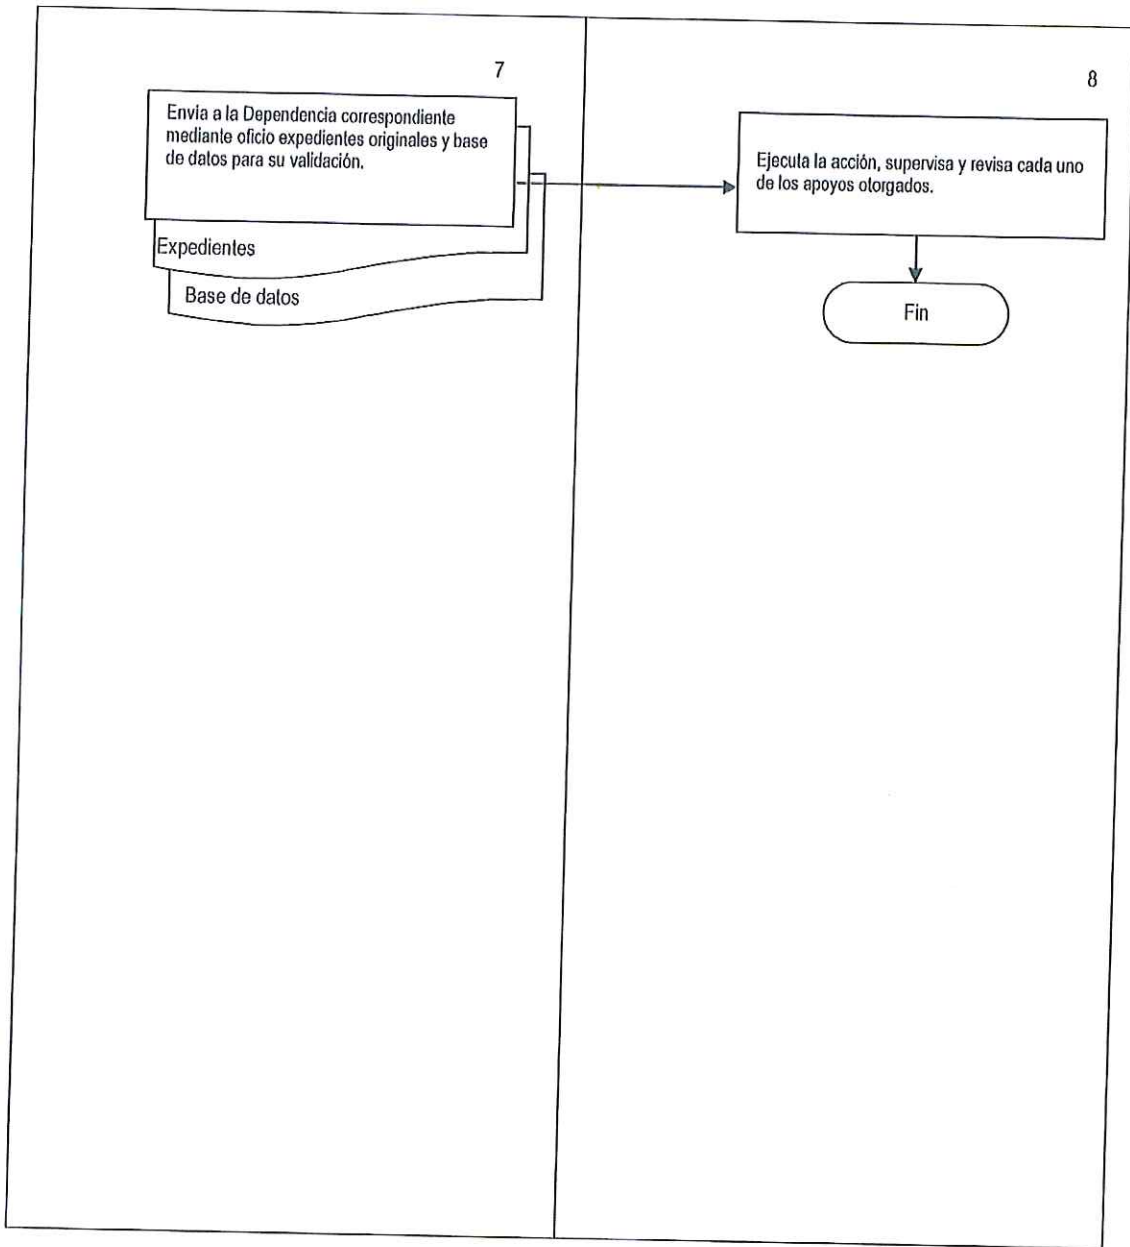 7
Envia a la Dependencia correspondiente
mediante oficio expedientes originales y base
de datos para su validación.
Expedientes
Base de datos
8
Ejecuta la acción, supervisa y revisa cada uno
de los apoyos otorgados.
Fin